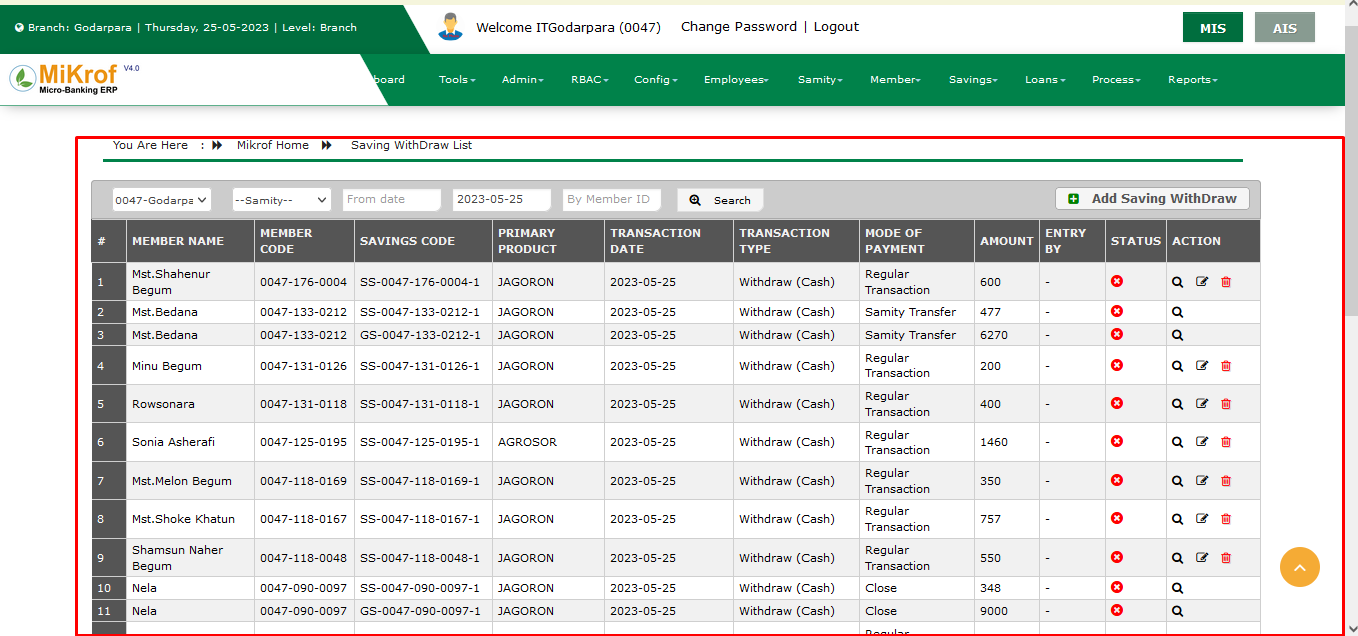 Branch: Godarpara | Thursday, 25-05-2023 | Level: Branch
Welcome ITGodarpara (0047) Change Password | Logout
MIS AIS
MiKrof V4.0
Micro-Banking ERP
board Tools Admin RBAC Config Employees Samity Member Savings Loans Process Reports
You Are Here : Mikrof Home Saving WithDraw List
0047-Godarpa --Samity-- From date 2023-05-25 By Member ID Search Add Saving WithDraw
# MEMBER NAME MEMBER CODE SAVINGS CODE PRIMARY PRODUCT TRANSACTION DATE TRANSACTION TYPE MODE OF PAYMENT AMOUNT ENTRY BY STATUS ACTION
1 Mst.Shahenur Begum 0047-176-0004 SS-0047-176-0004-1 JAGORON 2023-05-25 Withdraw (Cash) Regular Transaction 600 -
2 Mst.Bedana 0047-133-0212 SS-0047-133-0212-1 JAGORON 2023-05-25 Withdraw (Cash) Samity Transfer 477 -
3 Mst.Bedana 0047-133-0212 GS-0047-133-0212-1 JAGORON 2023-05-25 Withdraw (Cash) Samity Transfer 6270 -
4 Minu Begum 0047-131-0126 SS-0047-131-0126-1 JAGORON 2023-05-25 Withdraw (Cash) Regular Transaction 200 -
5 Rowsonara 0047-131-0118 SS-0047-131-0118-1 JAGORON 2023-05-25 Withdraw (Cash) Regular Transaction 400 -
6 Sonia Asherafi 0047-125-0195 SS-0047-125-0195-1 AGROSOR 2023-05-25 Withdraw (Cash) Regular Transaction 1460 -
7 Mst.Melon Begum 0047-118-0169 SS-0047-118-0169-1 JAGORON 2023-05-25 Withdraw (Cash) Regular Transaction 350 -
8 Mst.Shoke Khatun 0047-118-0167 SS-0047-118-0167-1 JAGORON 2023-05-25 Withdraw (Cash) Regular Transaction 757 -
9 Shamsun Naher Begum 0047-118-0048 SS-0047-118-0048-1 JAGORON 2023-05-25 Withdraw (Cash) Regular Transaction 550 -
10 Nela 0047-090-0097 SS-0047-090-0097-1 JAGORON 2023-05-25 Withdraw (Cash) Close 348 -
11 Nela 0047-090-0097 GS-0047-090-0097-1 JAGORON 2023-05-25 Withdraw (Cash) Close 9000 -
Regular